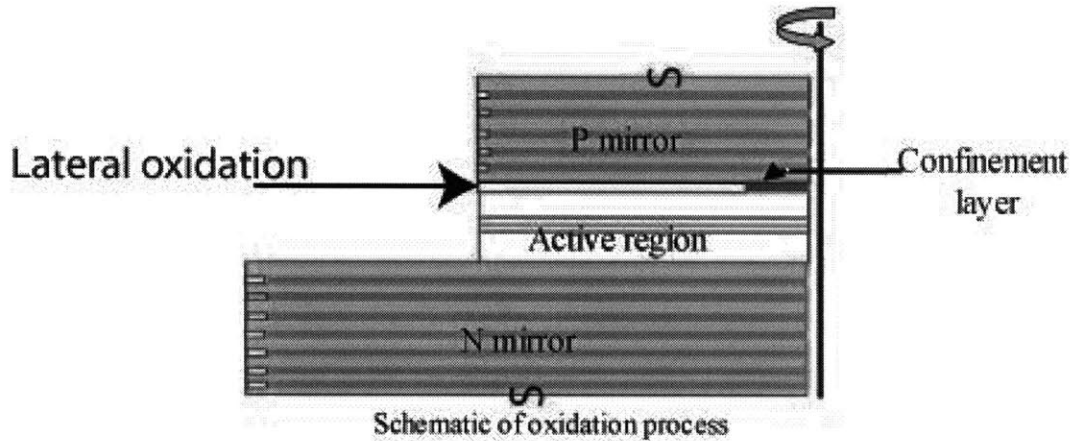 P mirror
Lateral oxidation
Confinement
layer
Active region
N mirror
Schematic of oxidation process